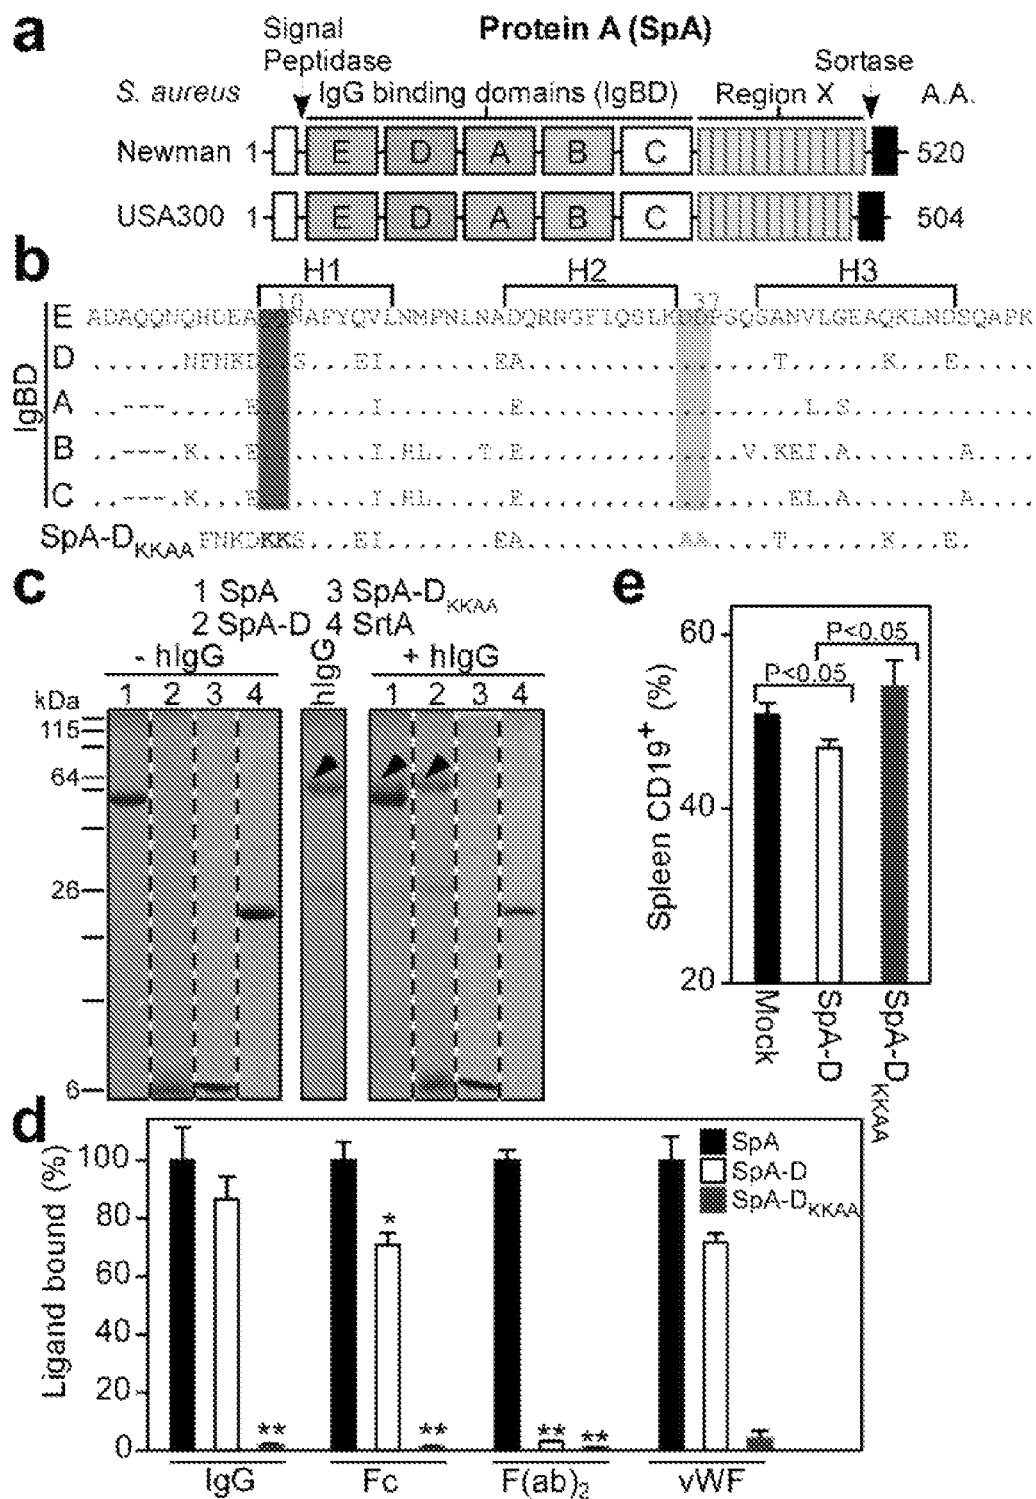 a
Signal
Peptidase
Protein A (SpA)
Sortase
S. aureus
IgG binding domains (IgBD)
Region X
A.A.
Newman 1 E D A B C 520
USA300 1 E D A B C 504
b
H1 H2 H3
10 37
IgBD
E
D
A
B
C
SpA-DKKAA
c
1 SpA 3 SpA-DKKAA
2 SpA-D 4 SrtA
- hIgG
hIgG
+ hIgG
kDa
1 2 3 4
1 2 3 4
115
64
26
6
e
Spleen CD19+ (%)
60
40
20
P<0.05
P<0.05
Mock
SpA-D
SpA-DKKAA
d
Ligand bound (%)
100
80
60
40
20
0
SpA
SpA-D
SpA-DKKAA
** * ** ** ** **
IgG Fc F(ab)2 vWF